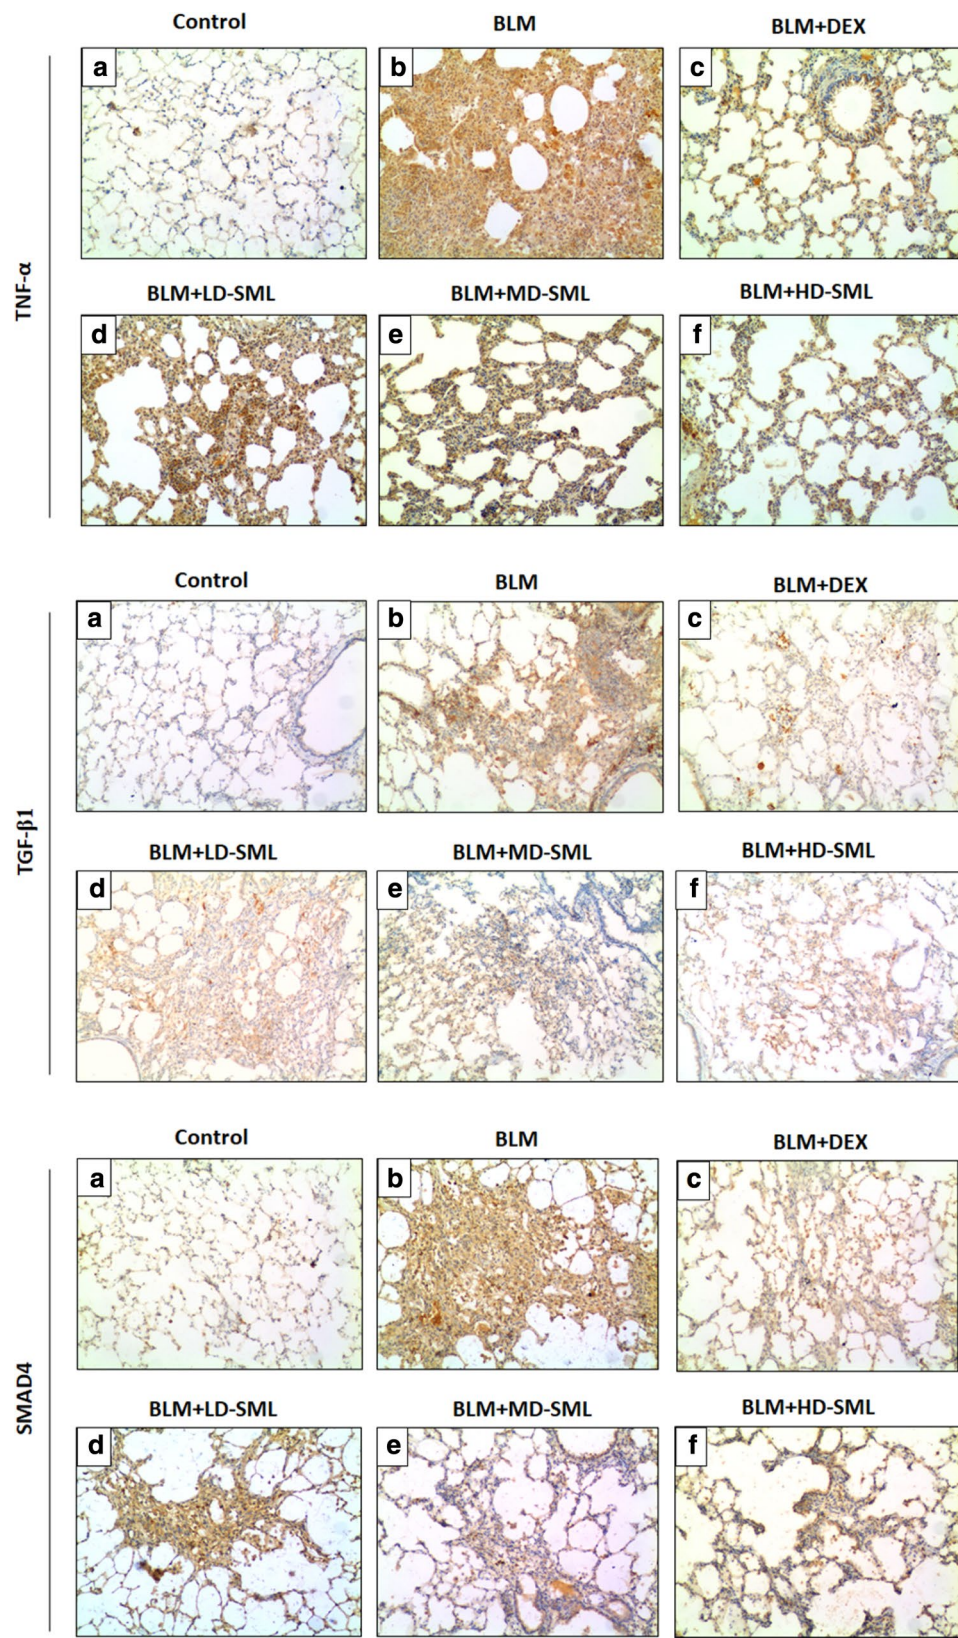 Control
BLM
BLM+DEX
a
b
c
TNF-α
BLM+LD-SML
BLM+MD-SML
BLM+HD-SML
d
e
f
Control
BLM
BLM+DEX
a
b
c
TGF-β1
BLM+LD-SML
BLM+MD-SML
BLM+HD-SML
d
e
f
Control
BLM
BLM+DEX
a
b
c
SMAD4
BLM+LD-SML
BLM+MD-SML
BLM+HD-SML
d
e
f